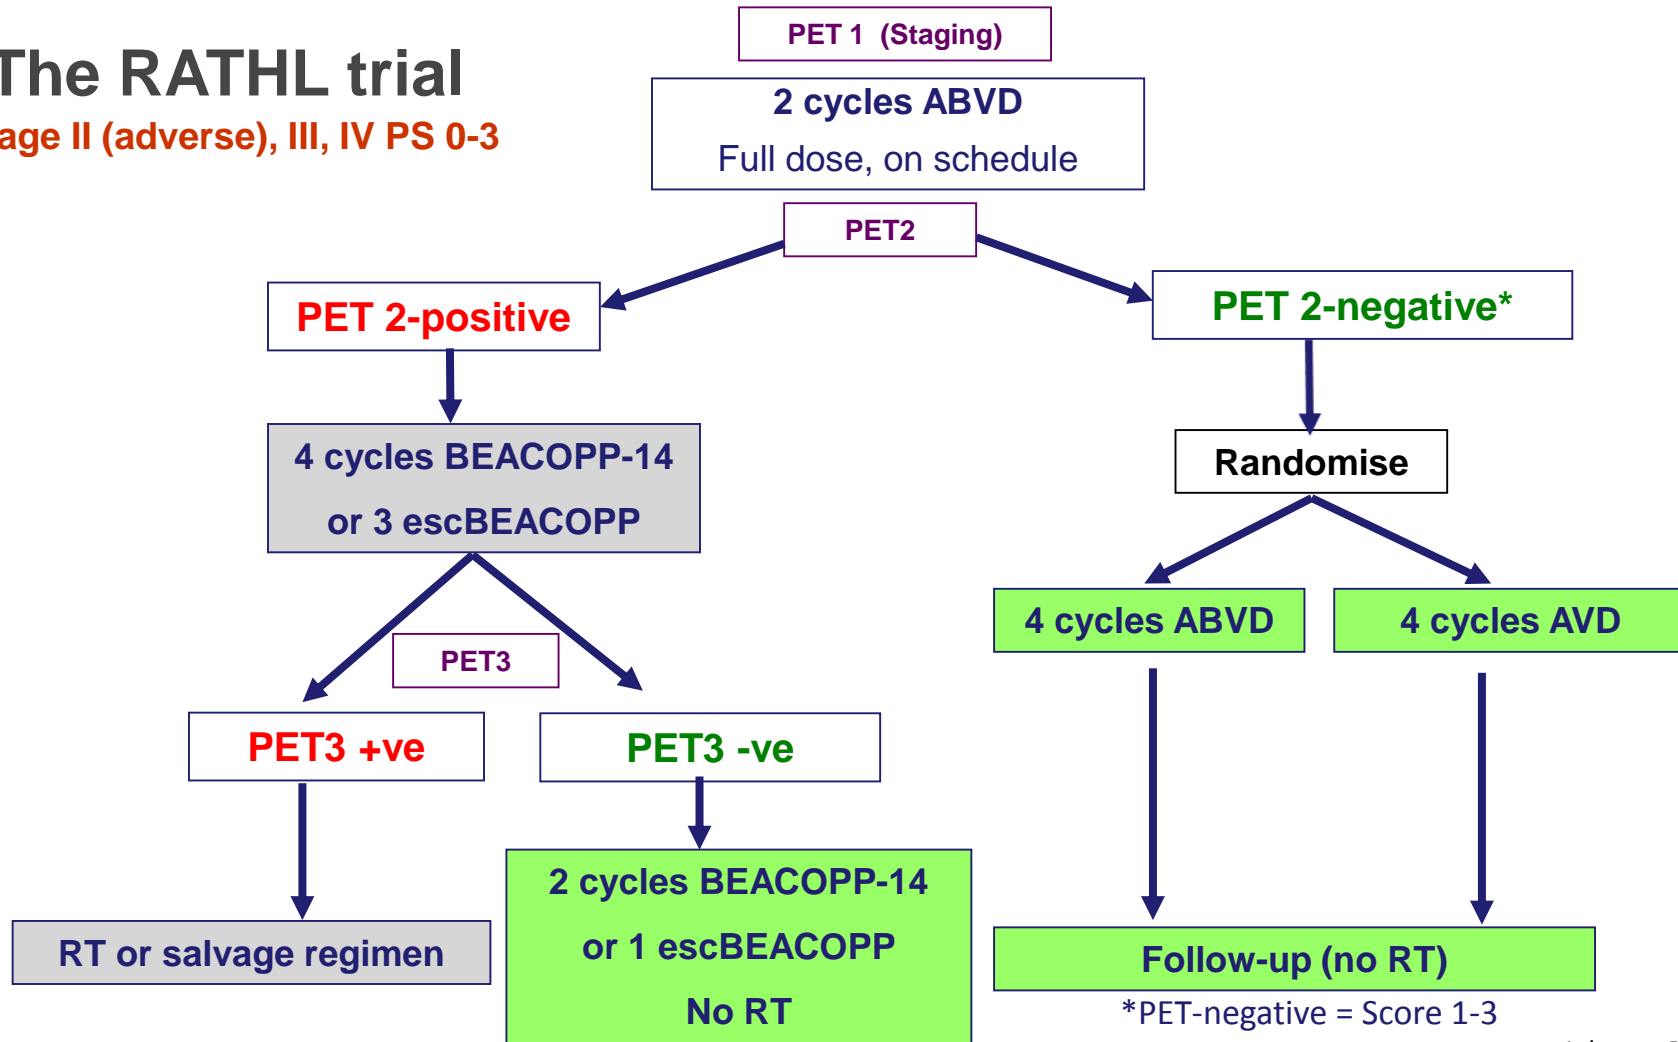 PET 1 (Staging)
The RATHL trial
age II (adverse), III, IV PS 0-3
2 cycles ABVD
Full dose, on schedule
PET2
PET 2-positive
PET 2-negative*
4 cycles BEACOPP-14
or 3 escBEACOPP
Randomise
4 cycles ABVD
4 cycles AVD
PET3
PET3 +ve
PET3 -ve
2 cycles BEACOPP-14
or 1 escBEACOPP
No RT
RT or salvage regimen
Follow-up (no RT)
*PET-negative = Score 1-3